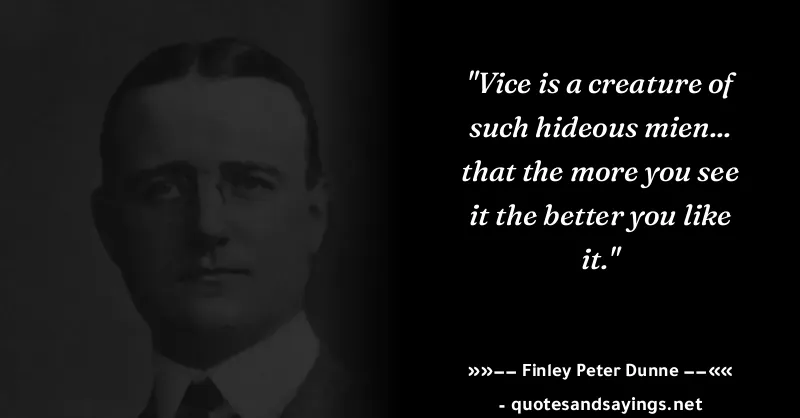 "Vice is a creature of
such hideous mien...
that the more you see
it the better you like
it."
»»−− Finley Peter Dunne −−««
- quotesandsayings.net